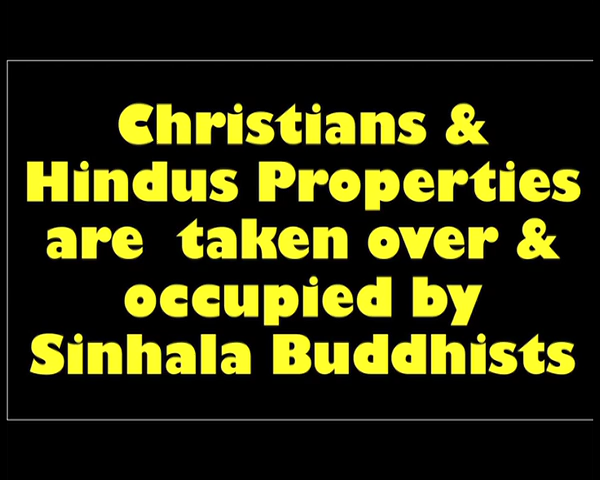 Christians &
Hindus Properties
are taken over &
occupied by
Sinhala Buddhists